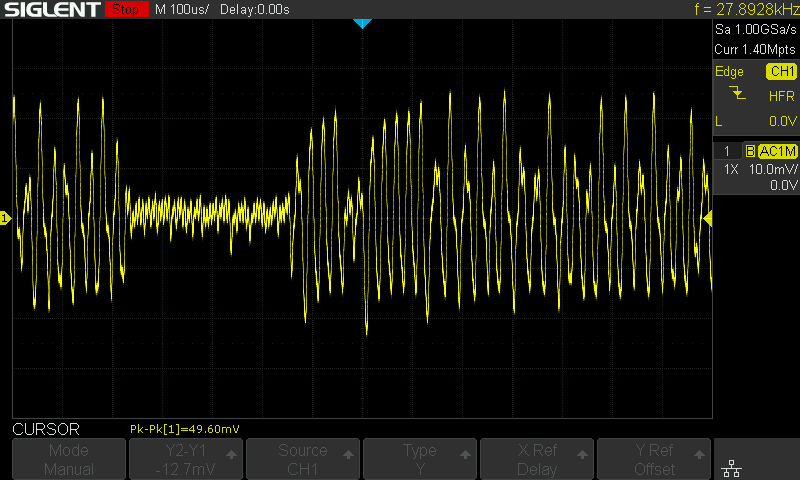 SIGLENT Stop M 100us/ Delay:0.00s f = 27.8928kHz
Sa 1.00GSa/s
Curr 1.40Mpts
Edge CH1
HFR
L 0.0V
1 B AC1M
1X 10.0mV/
0.0V
1
CURSOR Pk-Pk[1]=49.60mV
Mode Y2-Y1 Source Type X Ref Y Ref
Manual -12.7mV CH1 Y Delay Offset